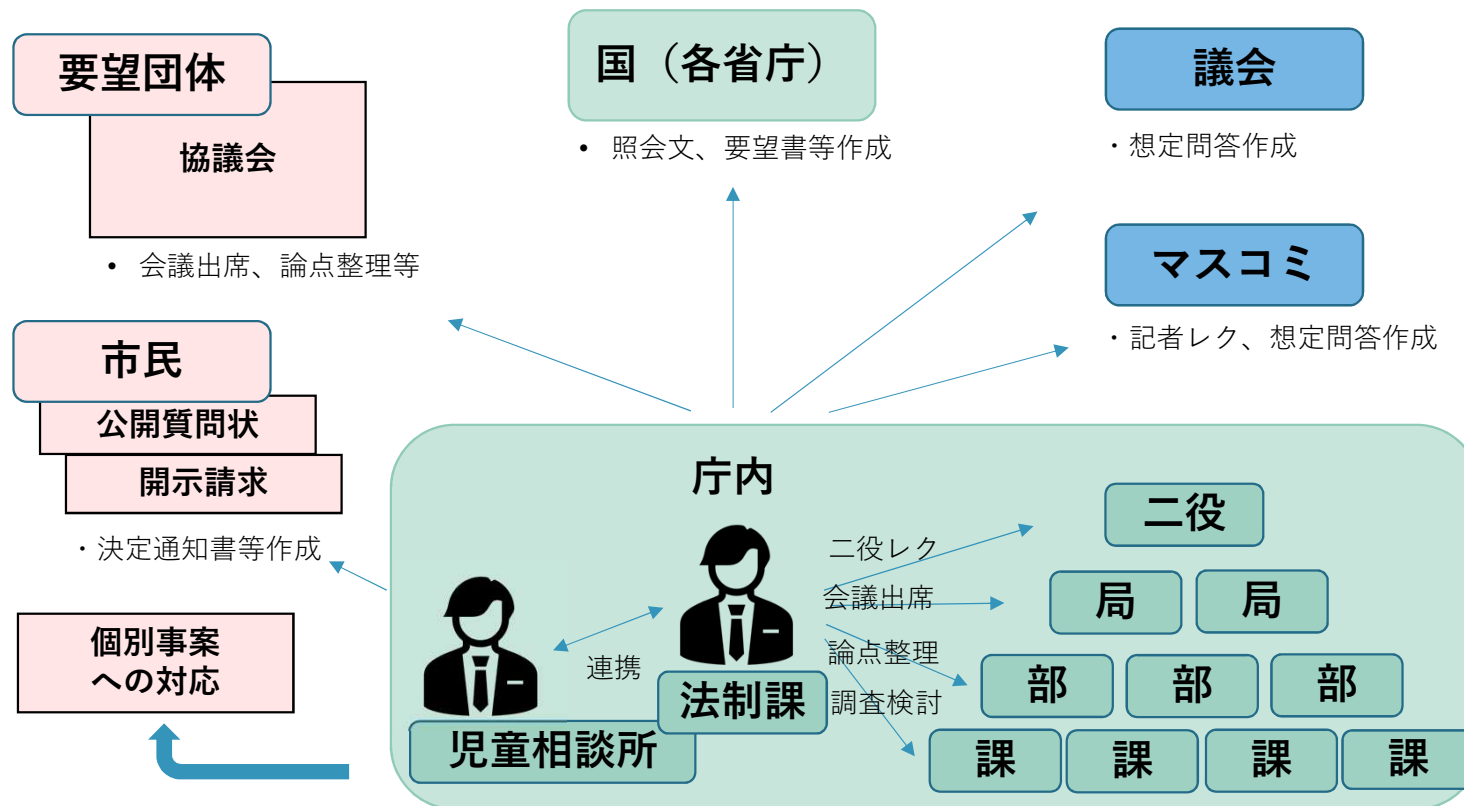 要望団体
協議会
• 会議出席、論点整理等
国（各省庁）
• 照会文、要望書等作成
議会
・想定問答作成
マスコミ
・記者レク、想定問答作成
市民
公開質問状
開示請求
・決定通知書等作成
個別事案
への対応
庁内
児童相談所
連携
法制課
二役レク
会議出席
論点整理
調査検討
二役
局 局
部 部 部
課 課 課 課